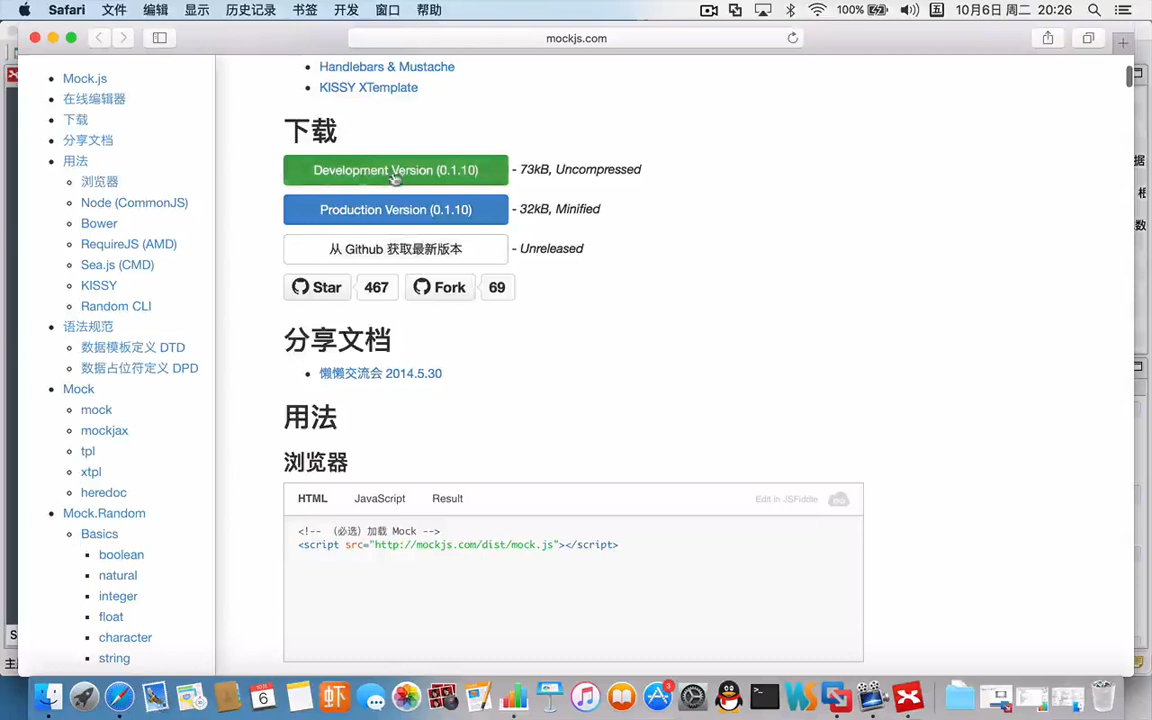 Safari 文件 编辑 显示 历史记录 书签 开发 窗口 帮助 100% 10月6日 周二 20:26
mockjs.com
Mock.js
在线编辑器
下载
分享文档
用法
浏览器
Node (CommonJS)
Bower
RequireJS (AMD)
Sea.js (CMD)
KISSY
Random CLI
语法规范
数据模板定义 DTD
数据占位符定义 DPD
Mock
mock
mockjax
tpl
xtpl
heredoc
Mock.Random
Basics
boolean
natural
integer
float
character
string
Handlebars & Mustache
KISSY XTemplate
下载
Development Version (0.1.10) - 73kB, Uncompressed
Production Version (0.1.10) - 32kB, Minified
从 Github 获取最新版本 - Unreleased
Star 467 Fork 69
分享文档
懒懒交流会 2014.5.30
用法
浏览器
HTML JavaScript Result Edit in JSFiddle
<!-- （必选）加载 Mock -->
<script src="http://mockjs.com/dist/mock.js"></script>